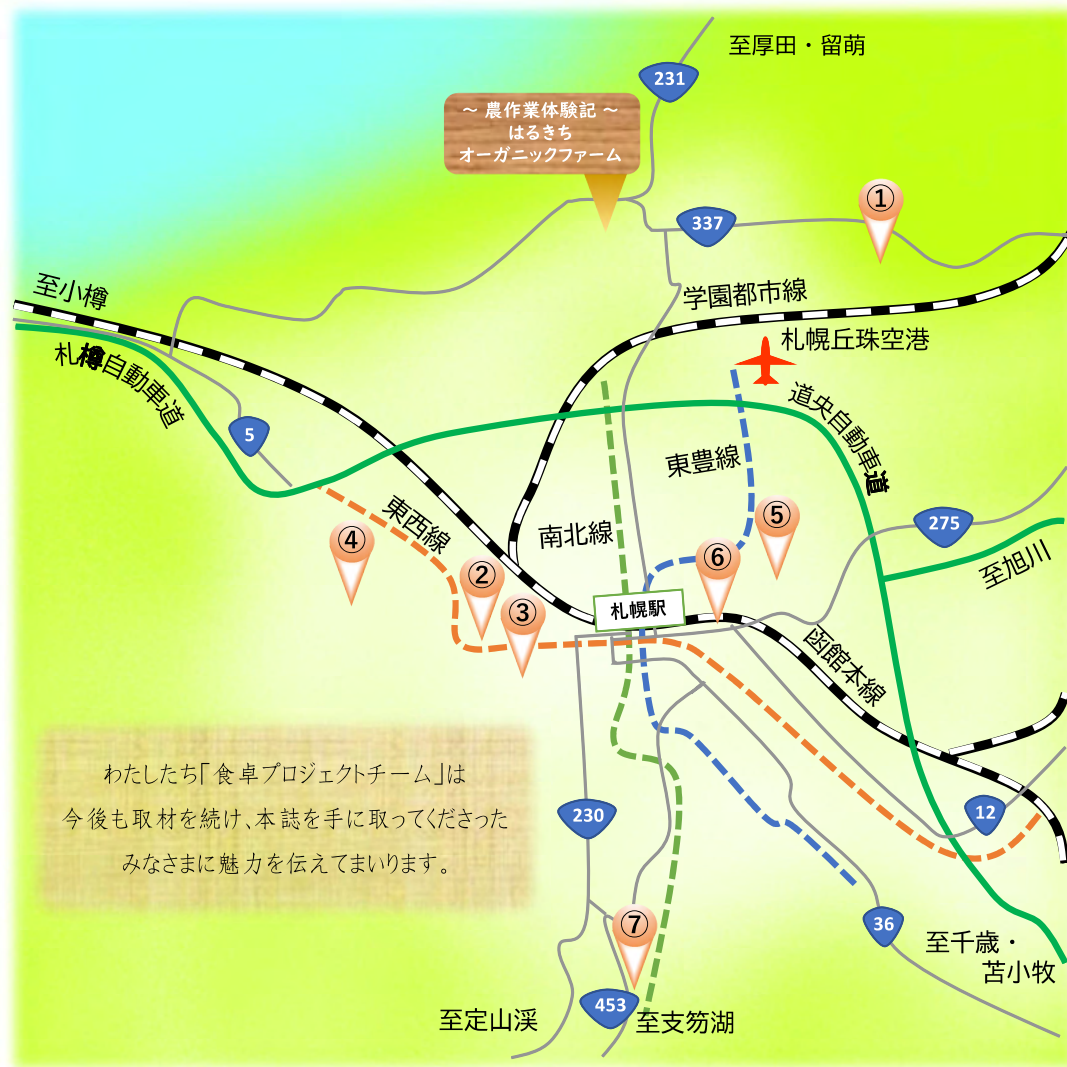 至厚田・留萌
231
～ 農作業体験記 ～
はるきち
オーガニックファーム
①
337
至小樽
学園都市線
札幌丘珠空港
札樽自動車道
道央自動車道
5
東豊線
東西線
南北線
⑤
275
④
⑥
②
至旭川
③
札幌駅
函館本線
わたしたち「食卓プロジェクトチーム」は
今後も取材を続け、本誌を手に取ってくださった
みなさまに魅力を伝えてまいります。
230
12
⑦
36
至千歳・
苫小牧
453
至定山渓
至支笏湖